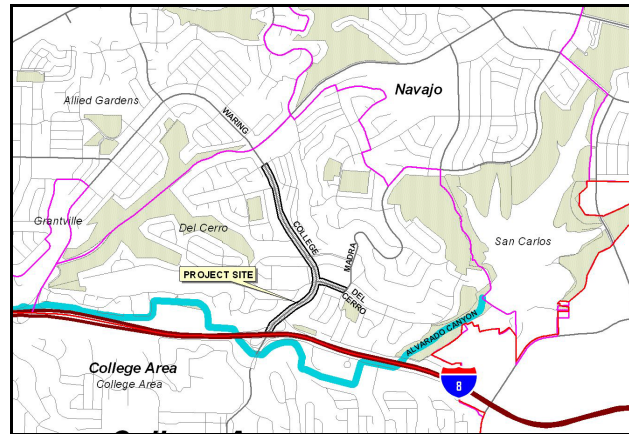 Navajo
Allied Gardens
WARING
Grantville
Del Cerro
COLLEGE
MADRA
San Carlos
PROJECT SITE
DEL
CERRO
ALVARADO CANYON
College Area
College Area
8